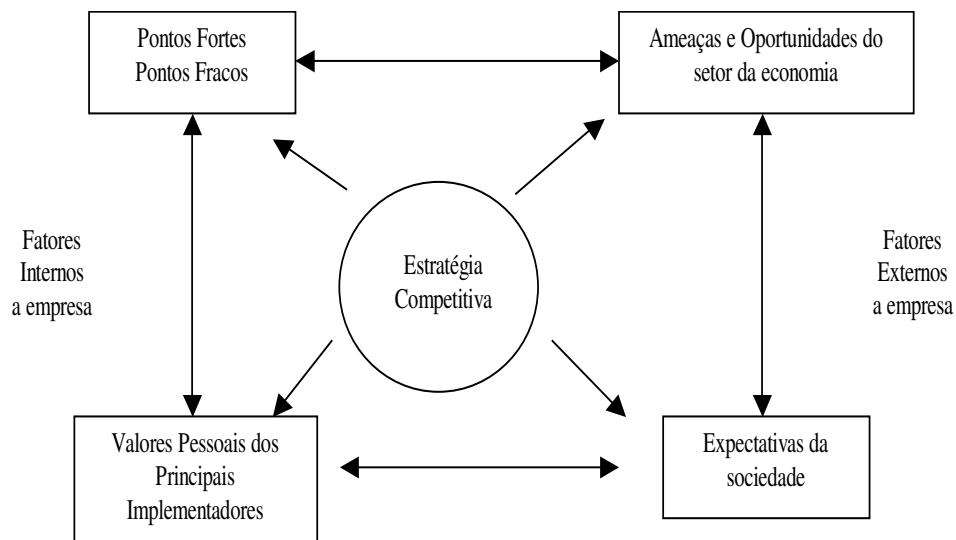 Pontos Fortes
Pontos Fracos
Ameaças e Oportunidades do
setor da economia
Fatores
Internos
a empresa
Estratégia
Competitiva
Fatores
Externos
a empresa
Valores Pessoais dos
Principais
Implementadores
Expectativas da
sociedade